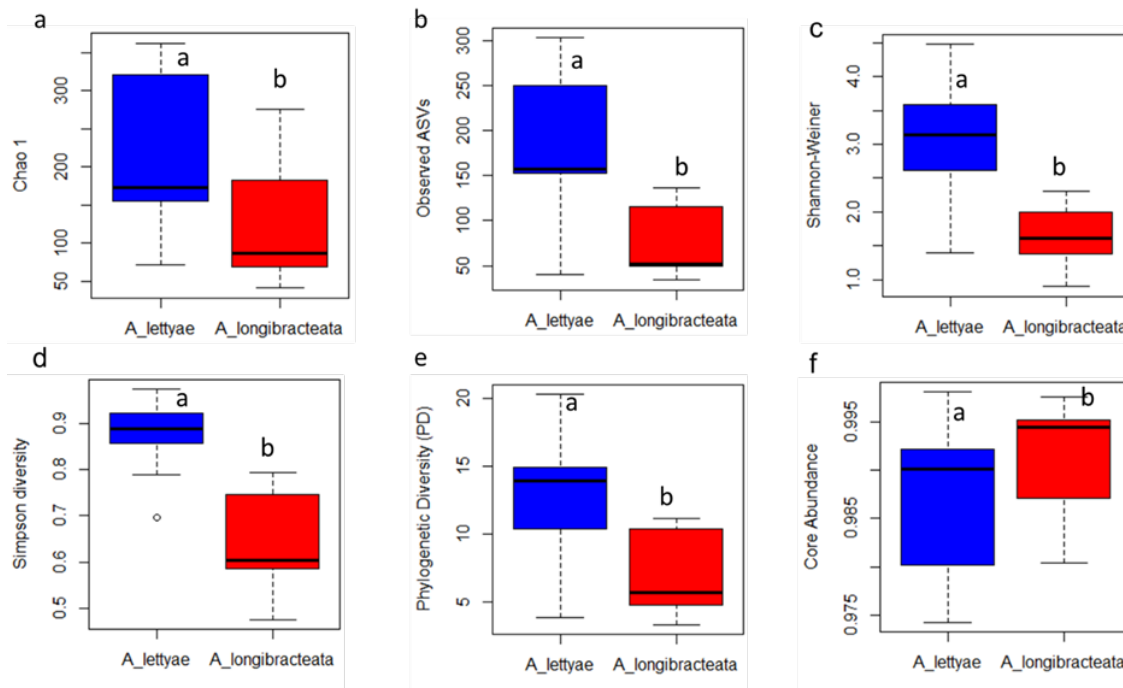 a
Chao 1
300
200
100
50
a
b
A_lettyae
A_longibracteata
b
Observed ASVs
300
250
200
150
100
50
a
b
A_lettyae
A_longibracteata
c
Shannon-Weiner
4.0
3.0
2.0
1.0
a
b
A_lettyae
A_longibracteata
d
Simpson diversity
0.9
0.8
0.7
0.6
0.5
a
b
A_lettyae
A_longibracteata
e
Phylogenetic Diversity (PD)
20
15
10
5
a
b
A_lettyae
A_longibracteata
f
Core Abundance
0.995
0.985
0.975
a
b
A_lettyae
A_longibracteata